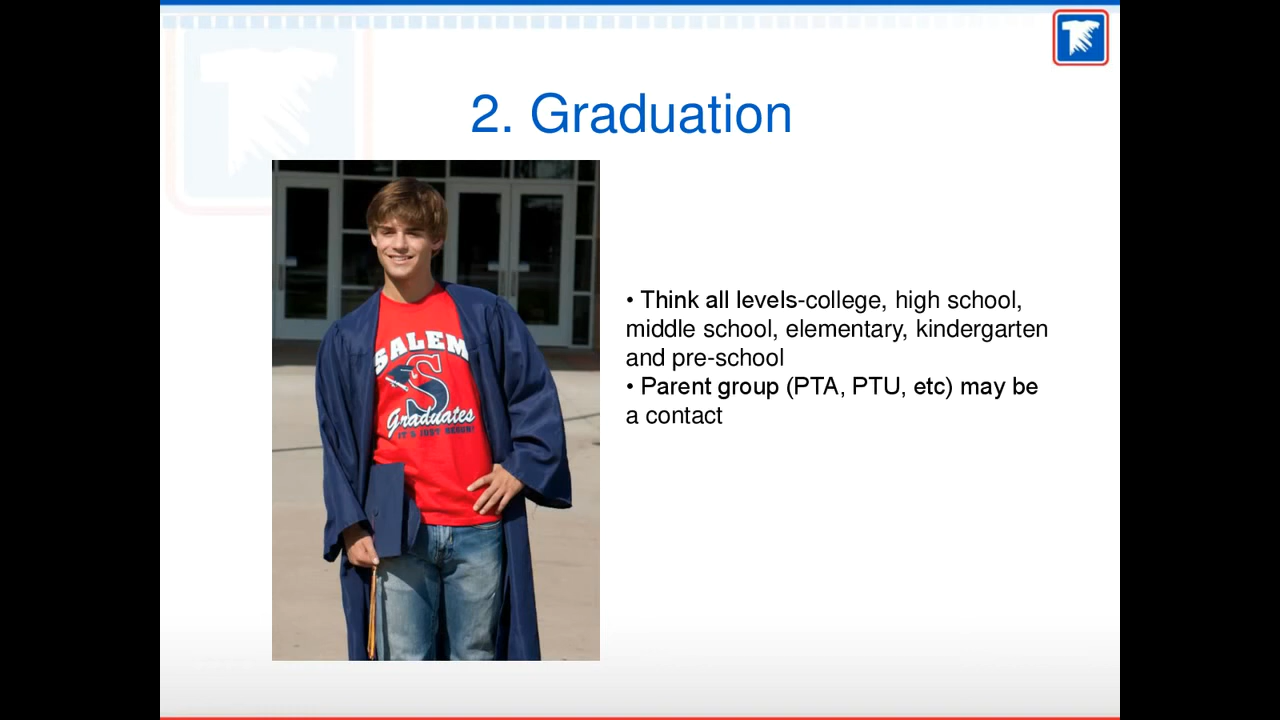 2. Graduation
SALEM
S
Graduates
IT'S JUST BEGUN!
• Think all levels-college, high school,
middle school, elementary, kindergarten
and pre-school
• Parent group (PTA, PTU, etc) may be
a contact